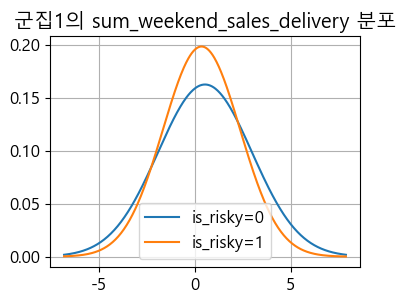 군집1의 sum_weekend_sales_delivery 분포
0.20
0.15
0.10
0.05
0.00
is_risky=0
is_risky=1
-5 0 5